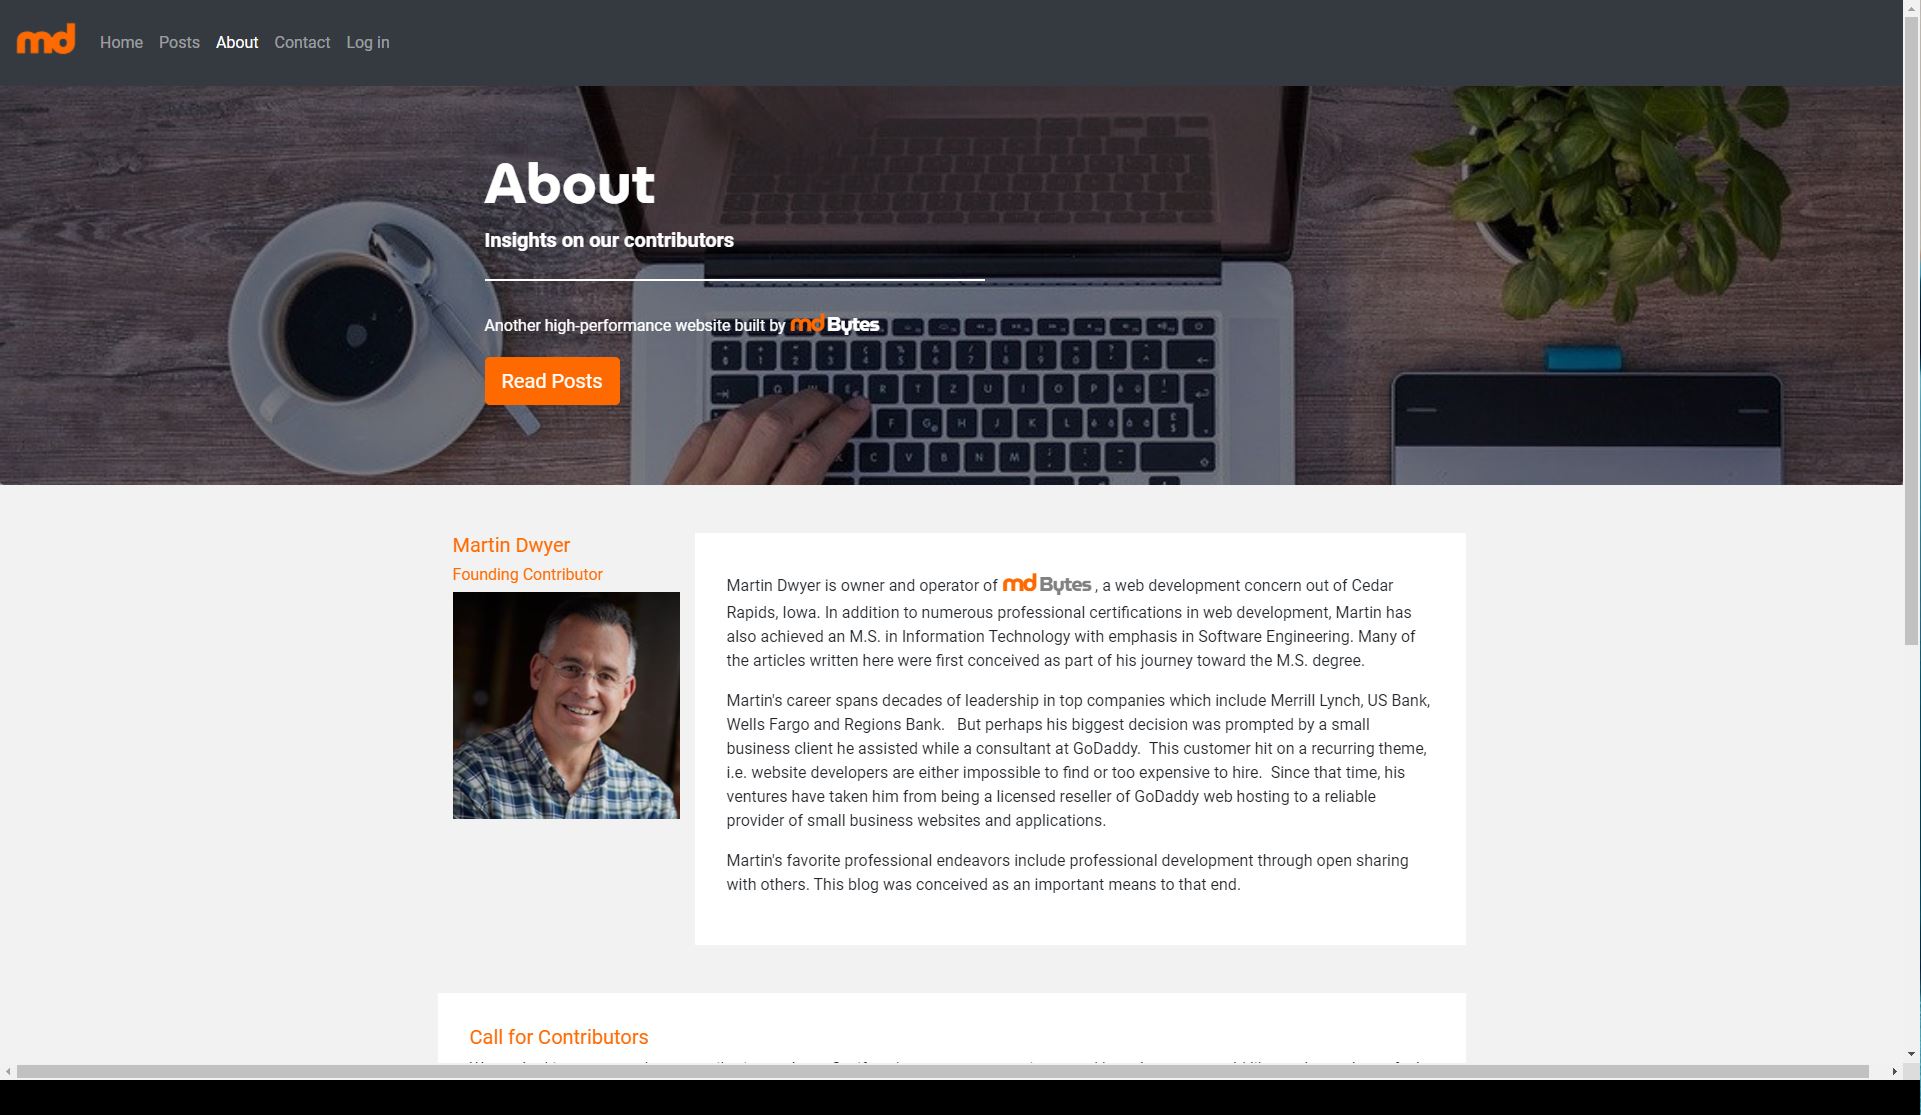 md Home Posts About Contact Log in
About
Insights on our contributors
Another high-performance website built by md Bytes
Read Posts
Martin Dwyer
Founding Contributor
Martin Dwyer is owner and operator of md Bytes , a web development concern out of Cedar
Rapids, Iowa. In addition to numerous professional certifications in web development, Martin has
also achieved an M.S. in Information Technology with emphasis in Software Engineering. Many of
the articles written here were first conceived as part of his journey toward the M.S. degree.
Martin's career spans decades of leadership in top companies which include Merrill Lynch, US Bank,
Wells Fargo and Regions Bank.   But perhaps his biggest decision was prompted by a small
business client he assisted while a consultant at GoDaddy.  This customer hit on a recurring theme,
i.e. website developers are either impossible to find or too expensive to hire.  Since that time, his
ventures have taken him from being a licensed reseller of GoDaddy web hosting to a reliable
provider of small business websites and applications.
Martin's favorite professional endeavors include professional development through open sharing
with others. This blog was conceived as an important means to that end.
Call for Contributors